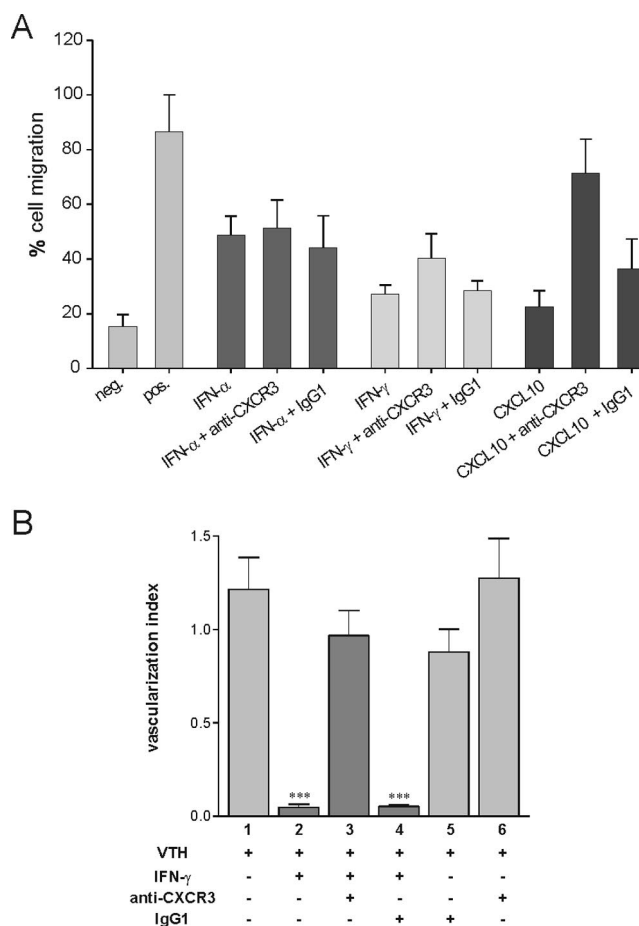 A
% cell migration
120
100
80
60
40
20
0
neg.
pos.
IFN-α
IFN-α + anti-CXCR3
IFN-α + IgG1
IFN-γ
IFN-γ + anti-CXCR3
IFN-γ + IgG1
CXCL10
CXCL10 + anti-CXCR3
CXCL10 + IgG1
B
vascularization index
1.5
1.0
0.5
0.0
*** ***
1 2 3 4 5 6
VTH + + + + + +
IFN-γ - + + + - -
anti-CXCR3 - - + - - +
IgG1 - - - + + -